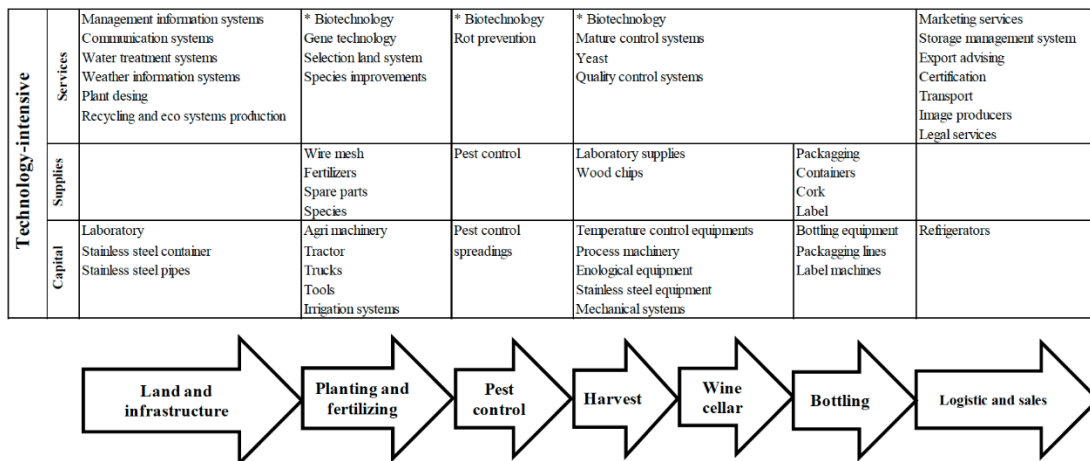 Technology-intensive
Services
Management information systems
Communication systems
Water treatment systems
Weather information systems
Plant desing
Recycling and eco systems production
* Biotechnology
Gene technology
Selection land system
Species improvements
* Biotechnology
Rot prevention
* Biotechnology
Mature control systems
Yeast
Quality control systems
Marketing services
Storage management system
Export advising
Certification
Transport
Image producers
Legal services
Supplies
Wire mesh
Fertilizers
Spare parts
Species
Pest control
Laboratory supplies
Wood chips
Packagging
Containers
Cork
Label
Capital
Laboratory
Stainless steel container
Stainless steel pipes
Agri machinery
Tractor
Trucks
Tools
Irrigation systems
Pest control
spreadings
Temperature control equipments
Process machinery
Enological equipment
Stainless steel equipment
Mechanical systems
Bottling equipment
Packagging lines
Label machines
Refrigerators
Land and
infrastructure
Planting and
fertilizing
Pest
control
Harvest
Wine
cellar
Bottling
Logistic and sales